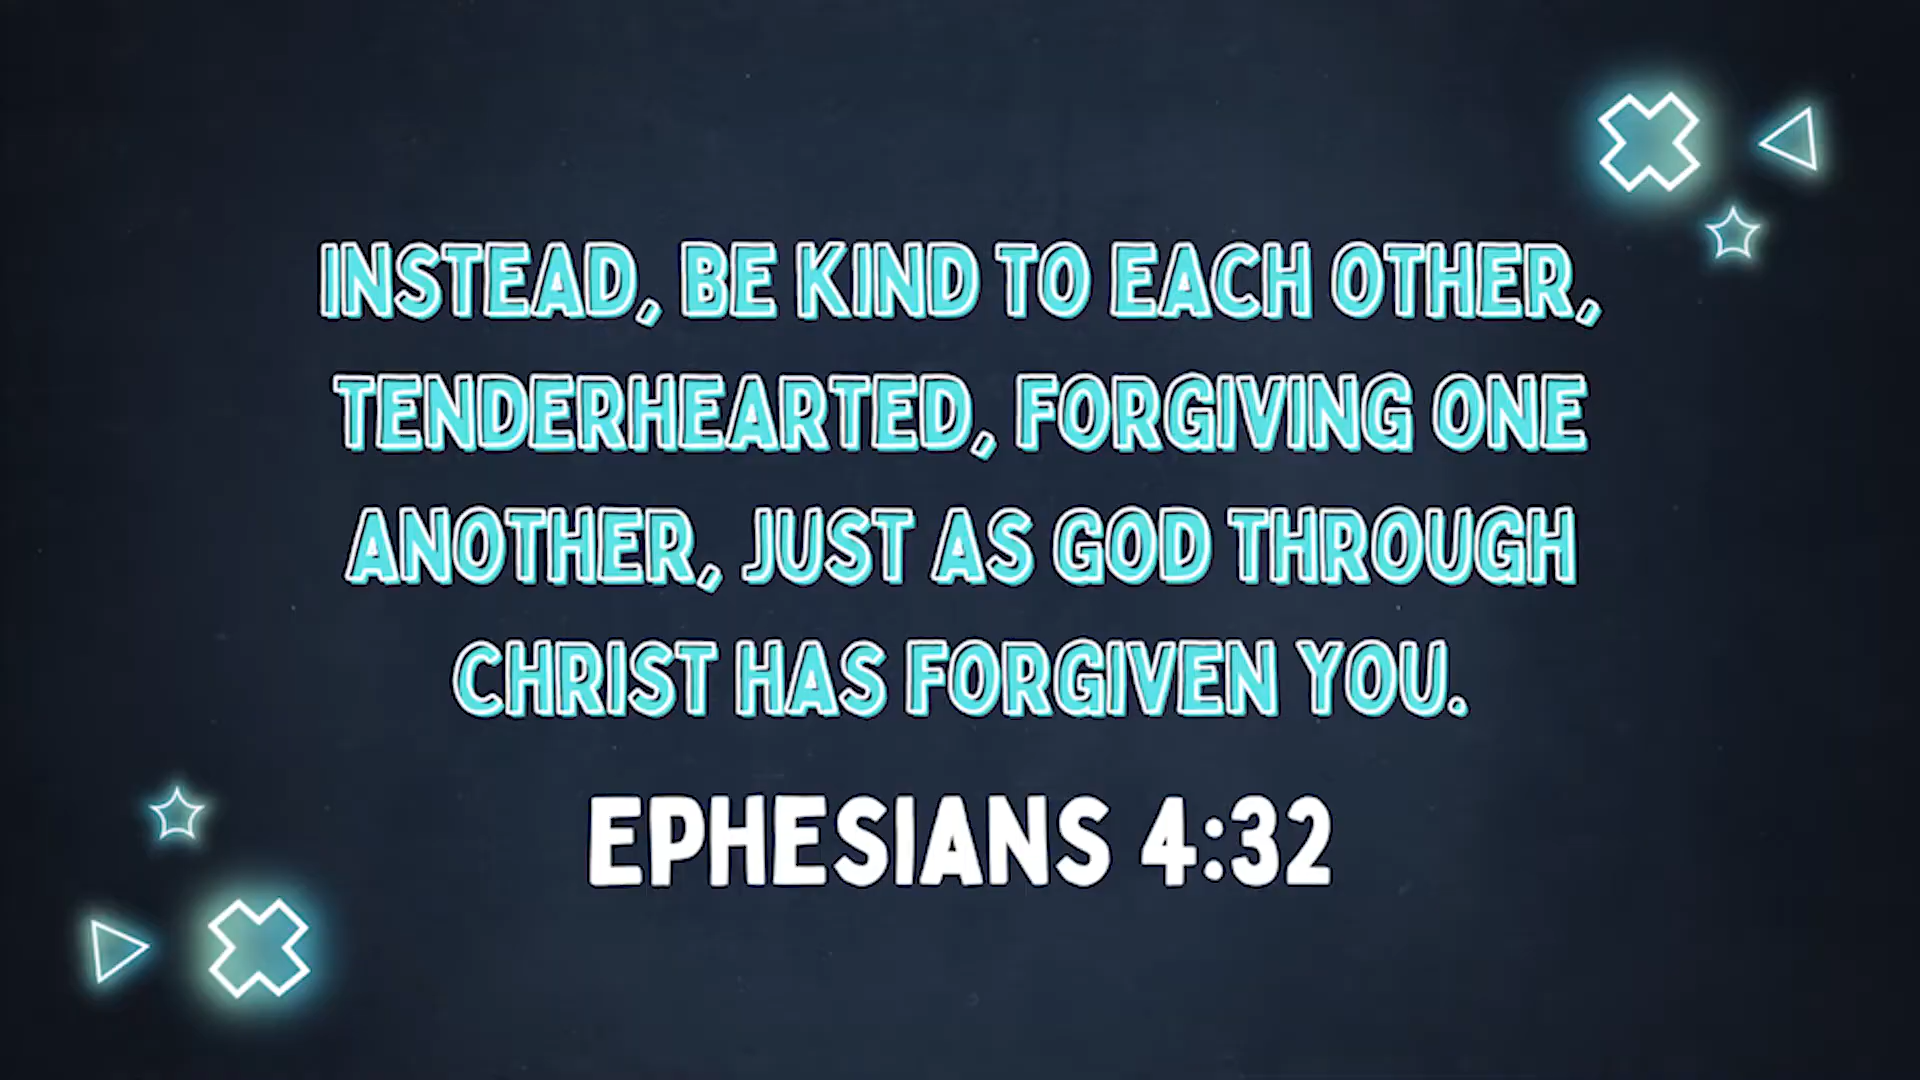 INSTEAD, BE KIND TO EACH OTHER,
TENDERHEARTED, FORGIVING ONE
ANOTHER, JUST AS GOD THROUGH
CHRIST HAS FORGIVEN YOU.
EPHESIANS 4:32